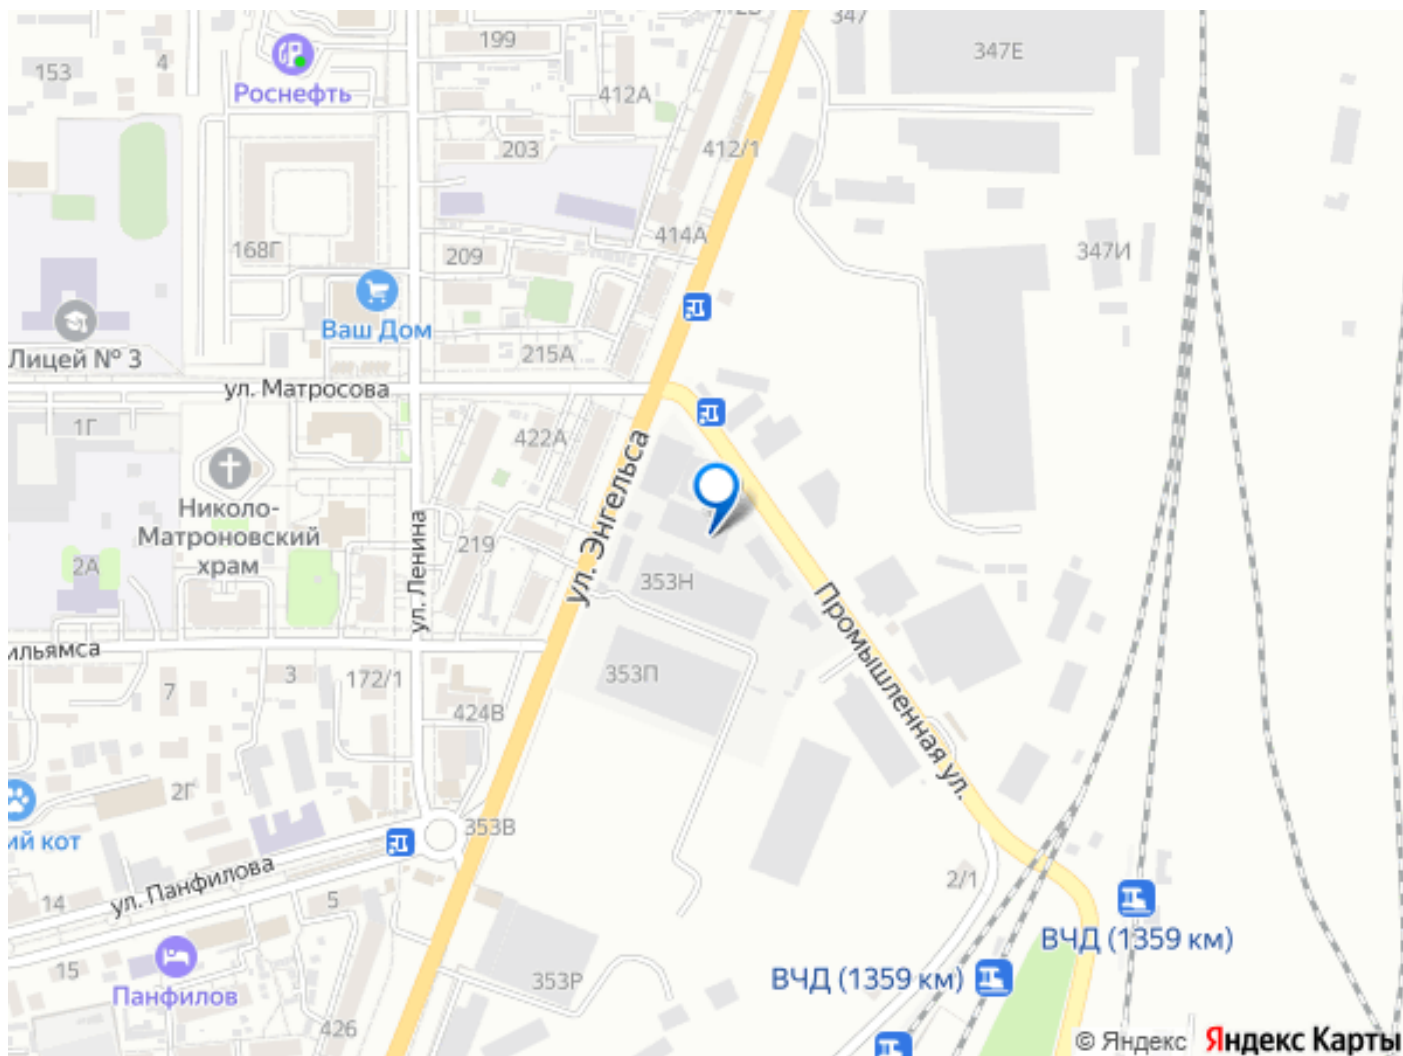 347
347Е
199
153
4
Роснефть
412А
203
412/1
414А
168Г
209
347И
Ваш Дом
215А
Лицей № 3
ул. Матросова
1Г
422А
ул. Энгельса
Николо-
Матроновский
храм
ул. Ленина
219
2А
353Н
Промышленная ул.
ильямса
3
172/1
353П
7
424В
2Г
353В
ий кот
ул. Панфилова
2/1
14
5
ВЧД (1359 км)
15
353Р
ВЧД (1359 км)
Панфилов
426
© Яндекс
Яндекс Карты